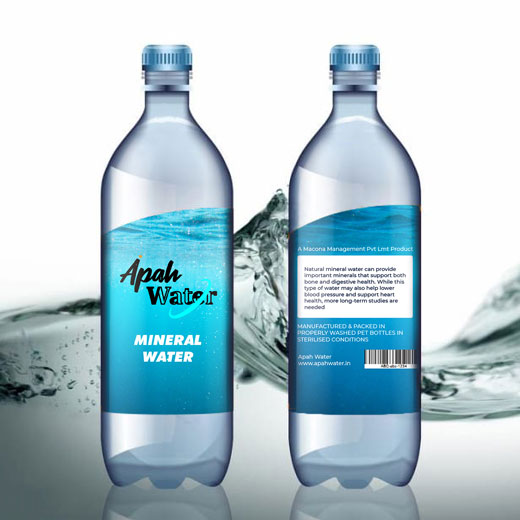 Apah
Water
MINERAL
WATER
A Macona Management Pvt Lmt Product
Natural mineral water can provide
important minerals that support both
bone and digestive health. While this
type of water may also help lower
blood pressure and support heart
health, more long-term studies are
needed
MANUFACTURED & PACKED IN
PROPERLY WASHED PET BOTTLES IN
STERILISED CONDITIONS
Apah Water
www.apahwater.in